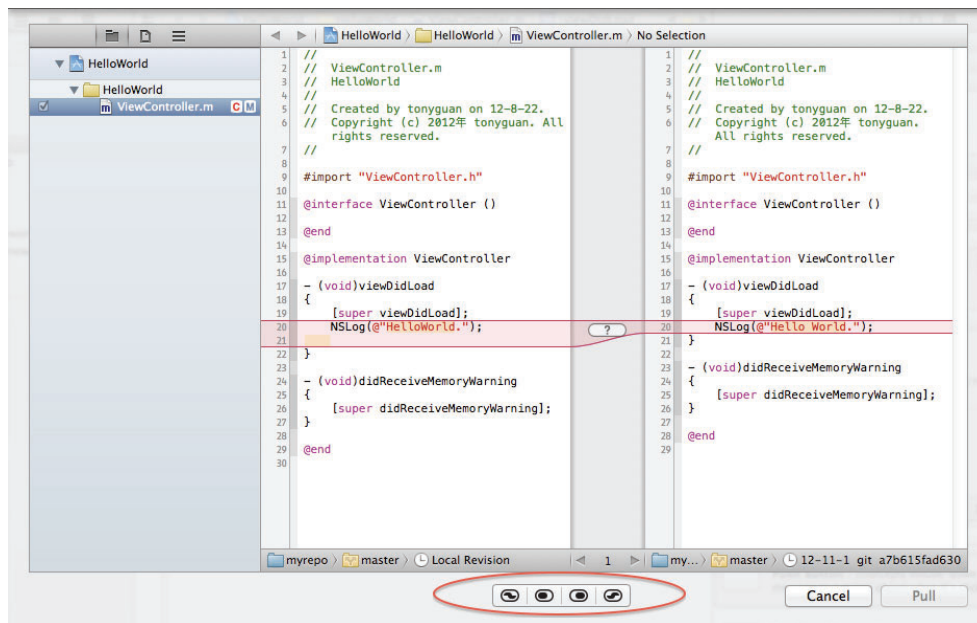 HelloWorld
HelloWorld
ViewController.m C M
HelloWorld HelloWorld m ViewController.m No Selection
1 //
2 // ViewController.m
3 // HelloWorld
4 //
5 // Created by tonyguan on 12-8-22.
6 // Copyright (c) 2012年 tonyguan. All
rights reserved.
7 //
8
9 #import "ViewController.h"
10
11 @interface ViewController ()
12
13 @end
14
15 @implementation ViewController
16
17 - (void)viewDidLoad
18 {
19 [super viewDidLoad];
20 NSLog(@"HelloWorld.");
21
22 }
23
24 - (void)didReceiveMemoryWarning
25 {
26 [super didReceiveMemoryWarning];
27 }
28
29 @end
30
?
1 //
2 // ViewController.m
3 // HelloWorld
4 //
5 // Created by tonyguan on 12-8-22.
6 // Copyright (c) 2012年 tonyguan.
All rights reserved.
7 //
8
9 #import "ViewController.h"
10
11 @interface ViewController ()
12
13 @end
14
15 @implementation ViewController
16
17 - (void)viewDidLoad
18 {
19 [super viewDidLoad];
20 NSLog(@"Hello World.");
21 }
22
23 - (void)didReceiveMemoryWarning
24 {
25 [super didReceiveMemoryWarning];
26 }
27
28 @end
29
myrepo master Local Revision 1 my... master 12-11-1 git a7b615fad630
Cancel Pull